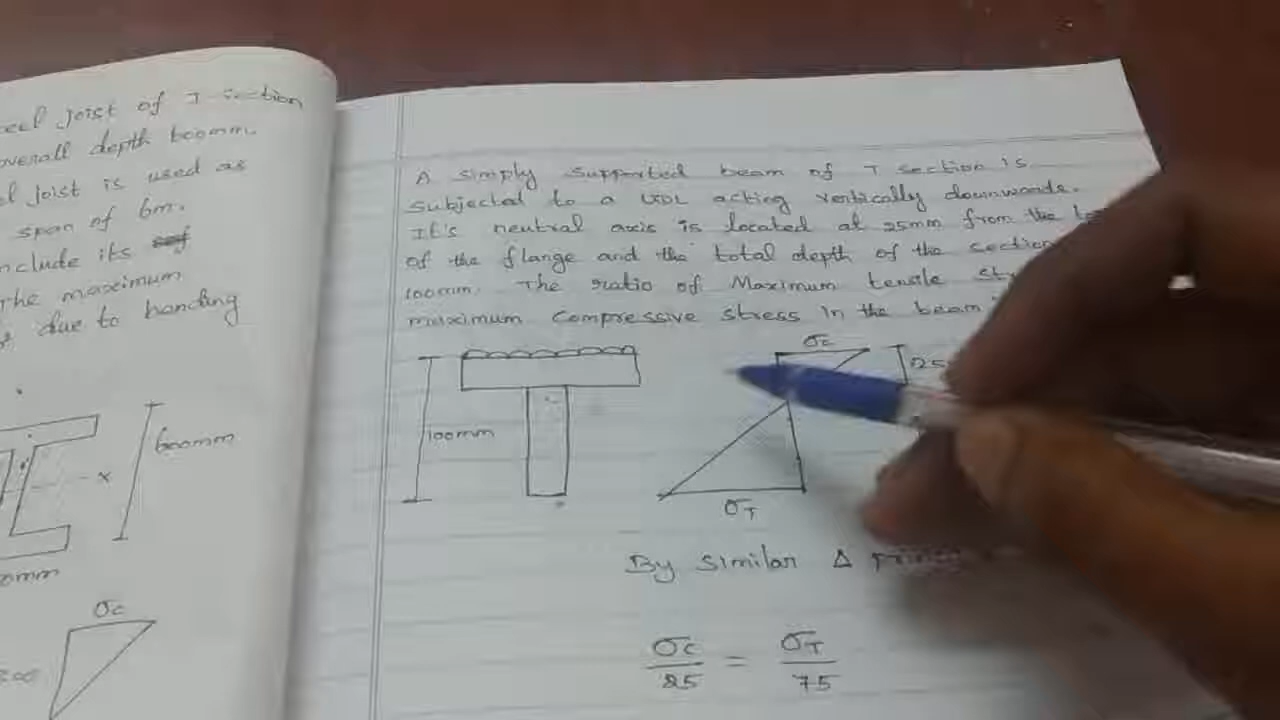 eel joist of I section
overall depth 600mm.
el joist is used as
span of 6m.
nclude its
The maximum
due to banding
600mm
x
0mm
σc
A simply supported beam of T section is
subjected to a UDL acting vertically downwards.
It's neutral axis is located at 25mm from the
of the flange and the total depth of the section
100mm. The ratio of Maximum tensile
maximum compressive stress in the beam
100mm
σc
25
σT
By similar Δ
σc/25 = σT/75